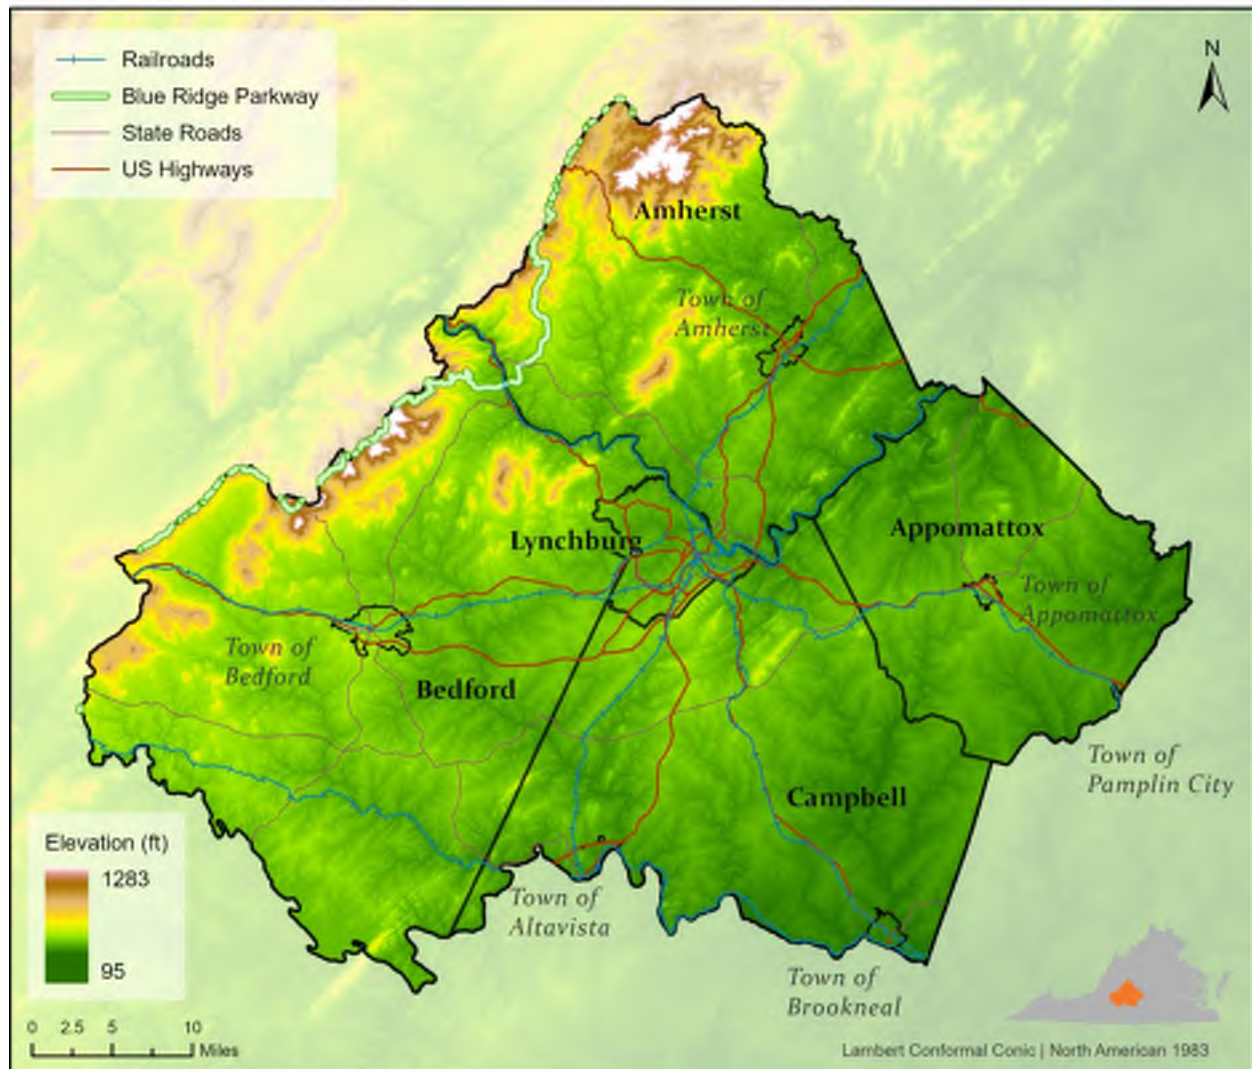 Railroads
Blue Ridge Parkway
State Roads
US Highways
N
Amherst
Town of
Amherst
Lynchburg
Appomattox
Town of
Appomattox
Town of
Bedford
Bedford
Town of
Pamplin City
Campbell
Elevation (ft)
1283
95
Town of
Altavista
Town of
Brookneal
0 2.5 5 10
Miles
Lambert Conformal Conic | North American 1983